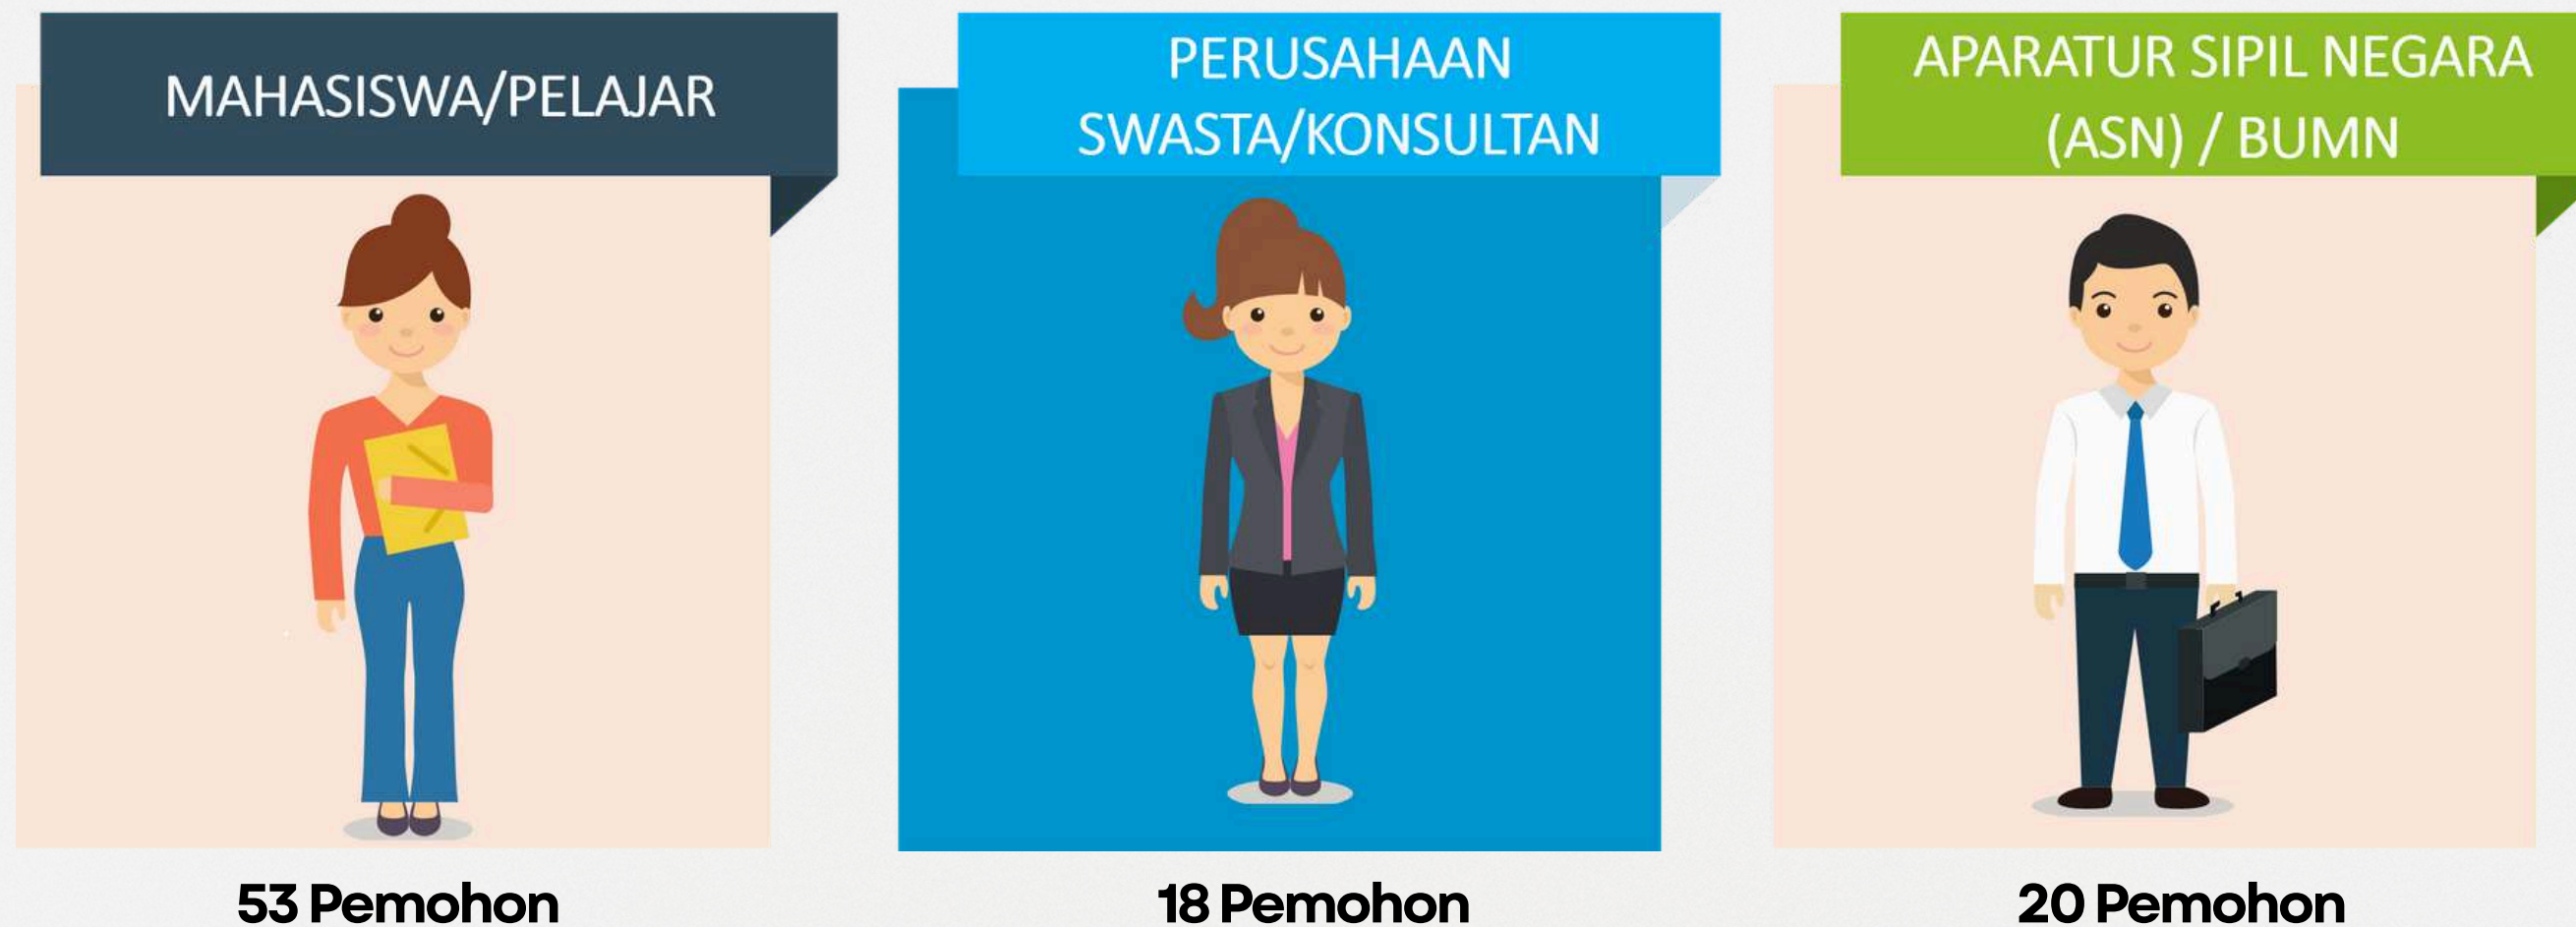 MAHASISWA/PELAJAR
53 Pemohon
PERUSAHAAN
SWASTA/KONSULTAN
18 Pemohon
APARATUR SIPIL NEGARA
(ASN) / BUMN
20 Pemohon